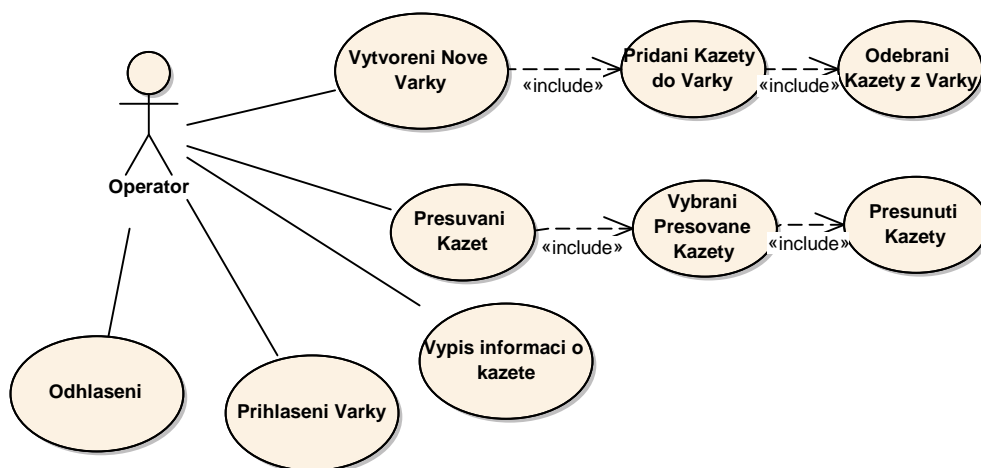 Vytvoreni Nove
Varky
«include»
Pridani Kazety
do Varky
«include»
Odebrani
Kazety z Varky
Operator
Presuvani
Kazet
«include»
Vybrani
Presovane
Kazety
«include»
Presunuti
Kazety
Vypis informaci o
kazete
Odhlaseni
Prihlaseni Varky